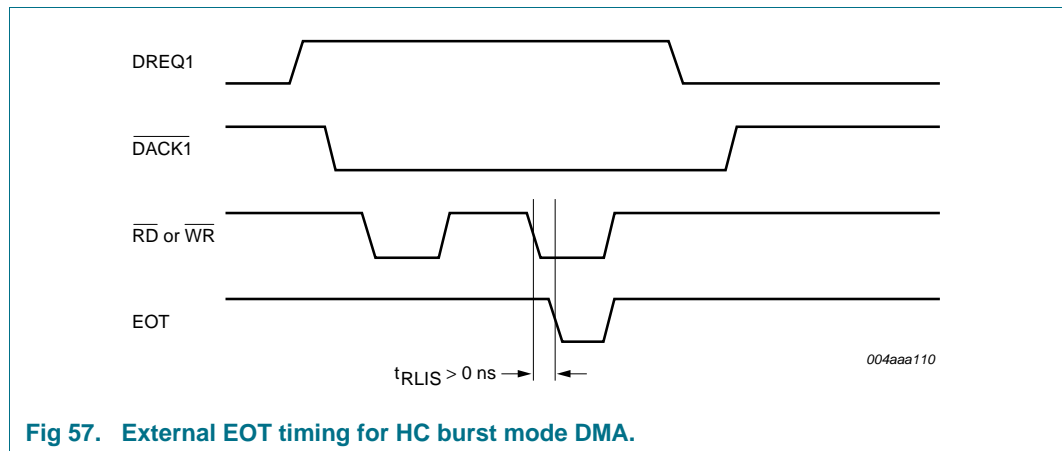 DREQ1
DACK1
RD or WR
EOT
tRLIS > 0 ns
004aaa110
Fig 57. External EOT timing for HC burst mode DMA.